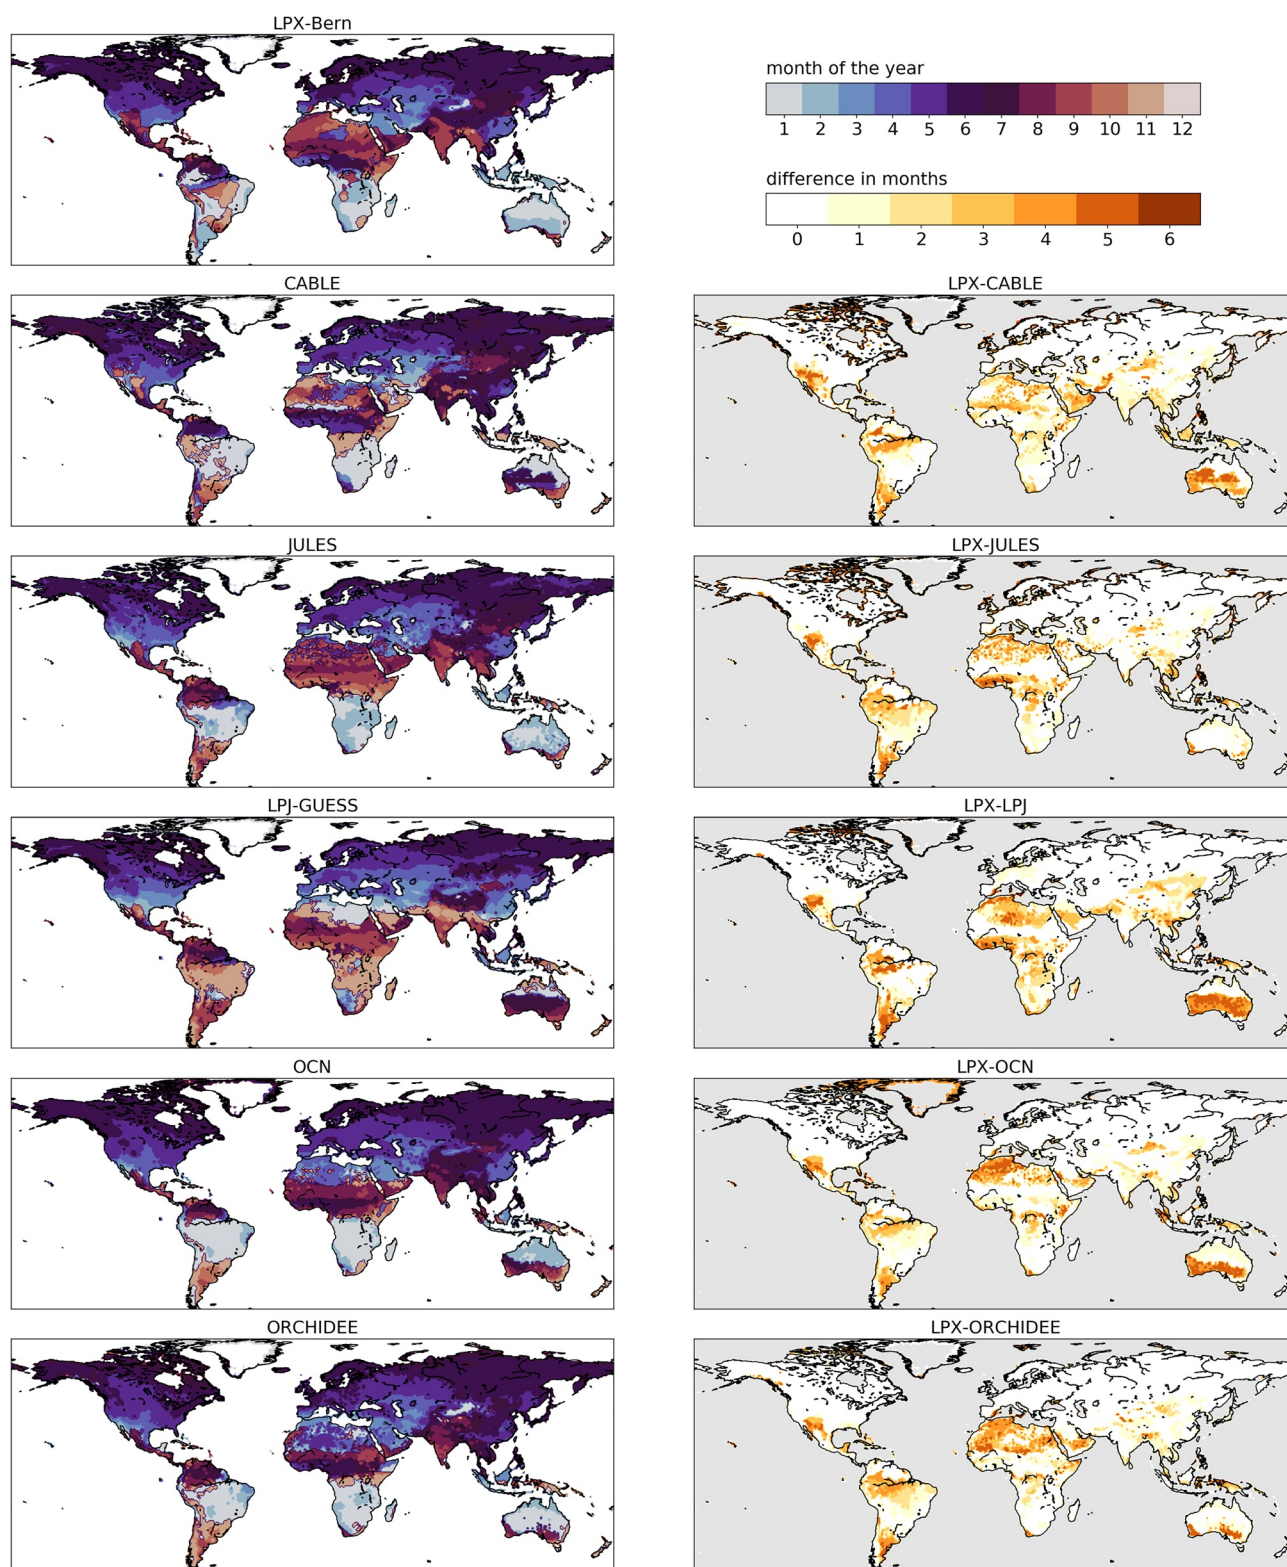 LPX-Bern
month of the year
1 2 3 4 5 6 7 8 9 10 11 12
difference in months
0 1 2 3 4 5 6
CABLE
LPX-CABLE
JULES
LPX-JULES
LPJ-GUESS
LPX-LPJ
OCN
LPX-OCN
ORCHIDEE
LPX-ORCHIDEE